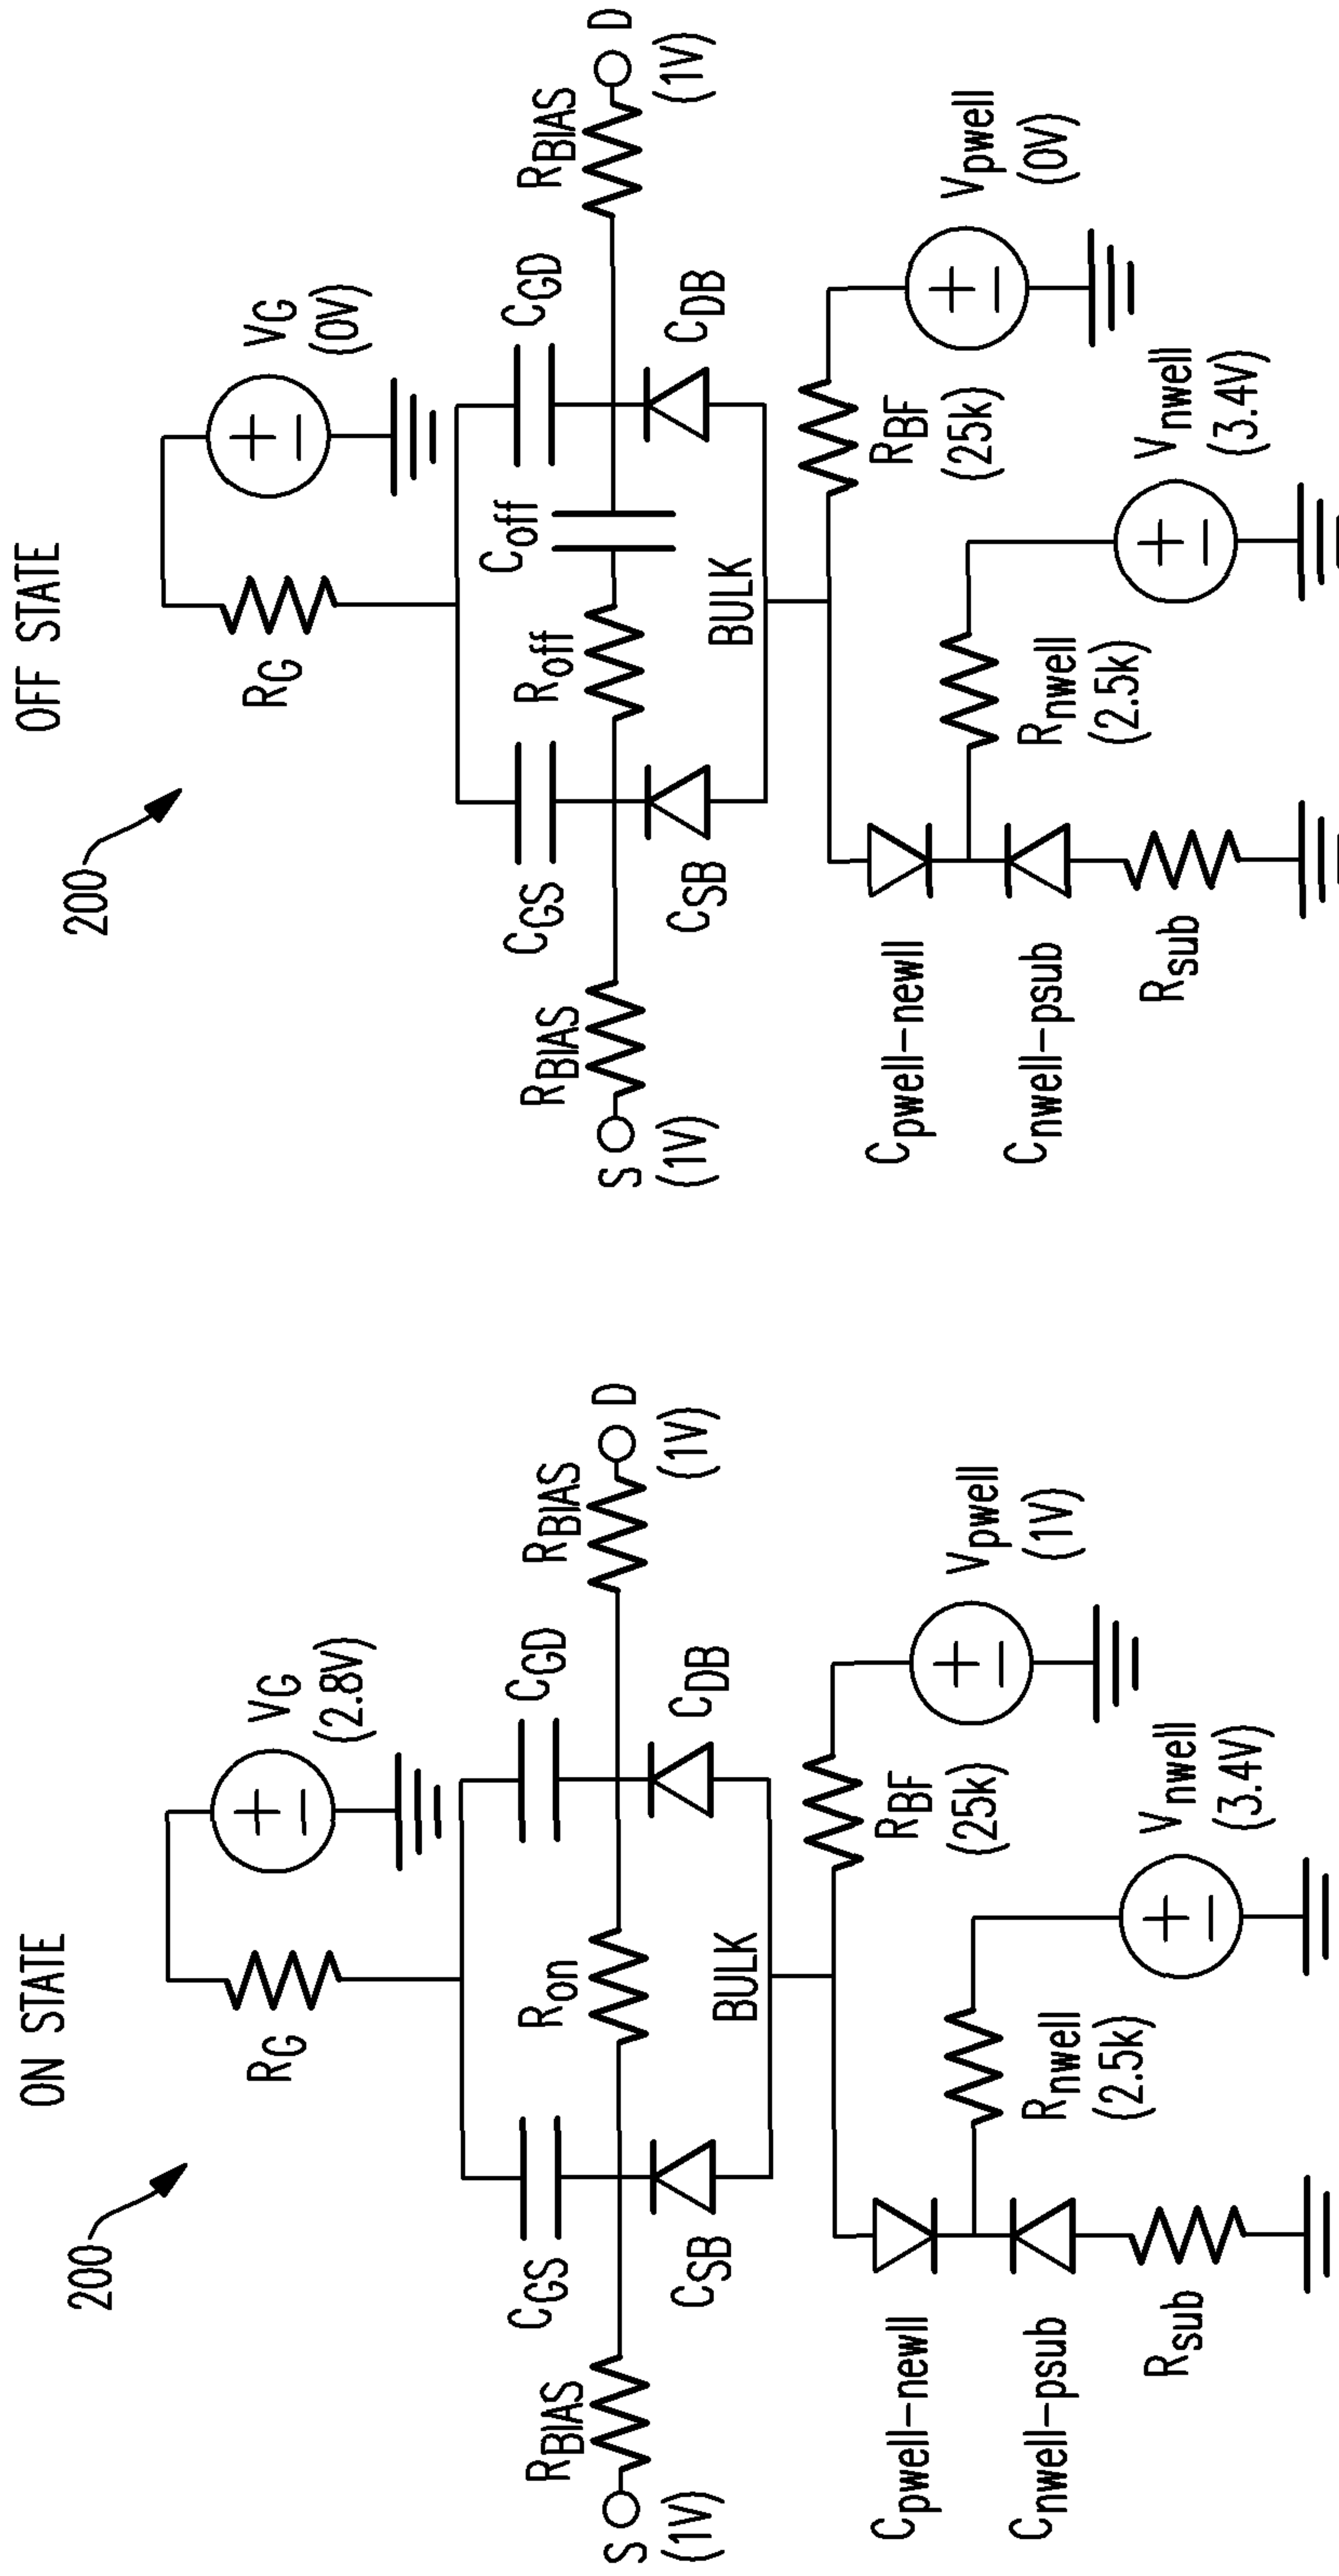 ON STATE
200
RG
VG
(2.8V)
CGS
CGD
RBIAS
Ron
RBIAS
S
(1V)
D
(1V)
CSB
BULK
CDB
RBF
(25k)
Vpwell
(1V)
Cpwell-newll
Rnwell
(2.5k)
Vnwell
(3.4V)
Cnwell-psub
Rsub
OFF STATE
200
RG
VG
(0V)
CGS
Coff
CGD
RBIAS
Roff
RBIAS
S
(1V)
D
(1V)
CSB
BULK
CDB
RBF
(25k)
Vpwell
(0V)
Cpwell-newll
Rnwell
(2.5k)
Vnwell
(3.4V)
Cnwell-psub
Rsub